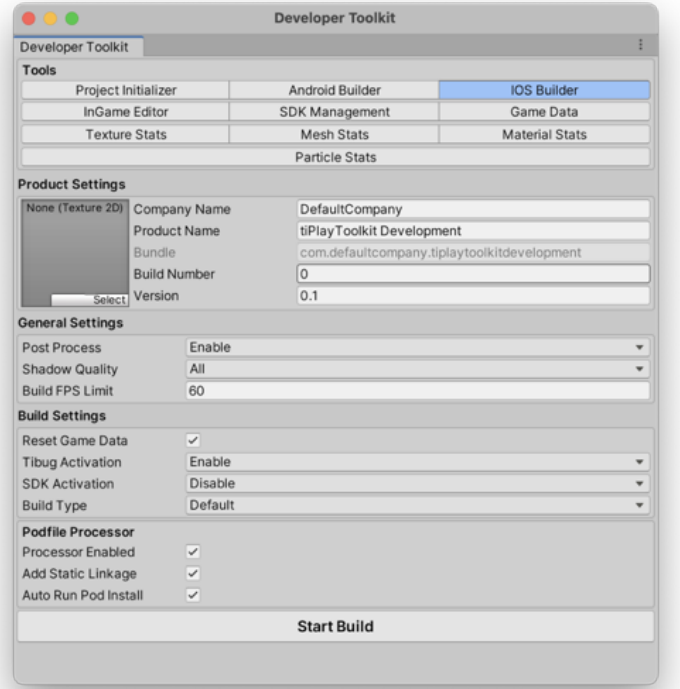 Developer Toolkit
Developer Toolkit
Tools
Project Initializer Android Builder IOS Builder
InGame Editor SDK Management Game Data
Texture Stats Mesh Stats Material Stats
Particle Stats
Product Settings
None (Texture 2D)
Select
Company Name DefaultCompany
Product Name tiPlayToolkit Development
Bundle com.defaultcompany.tiplaytoolkitdevelopment
Build Number 0
Version 0.1
General Settings
Post Process Enable
Shadow Quality All
Build FPS Limit 60
Build Settings
Reset Game Data
Tibug Activation Enable
SDK Activation Disable
Build Type Default
Podfile Processor
Processor Enabled
Add Static Linkage
Auto Run Pod Install
Start Build